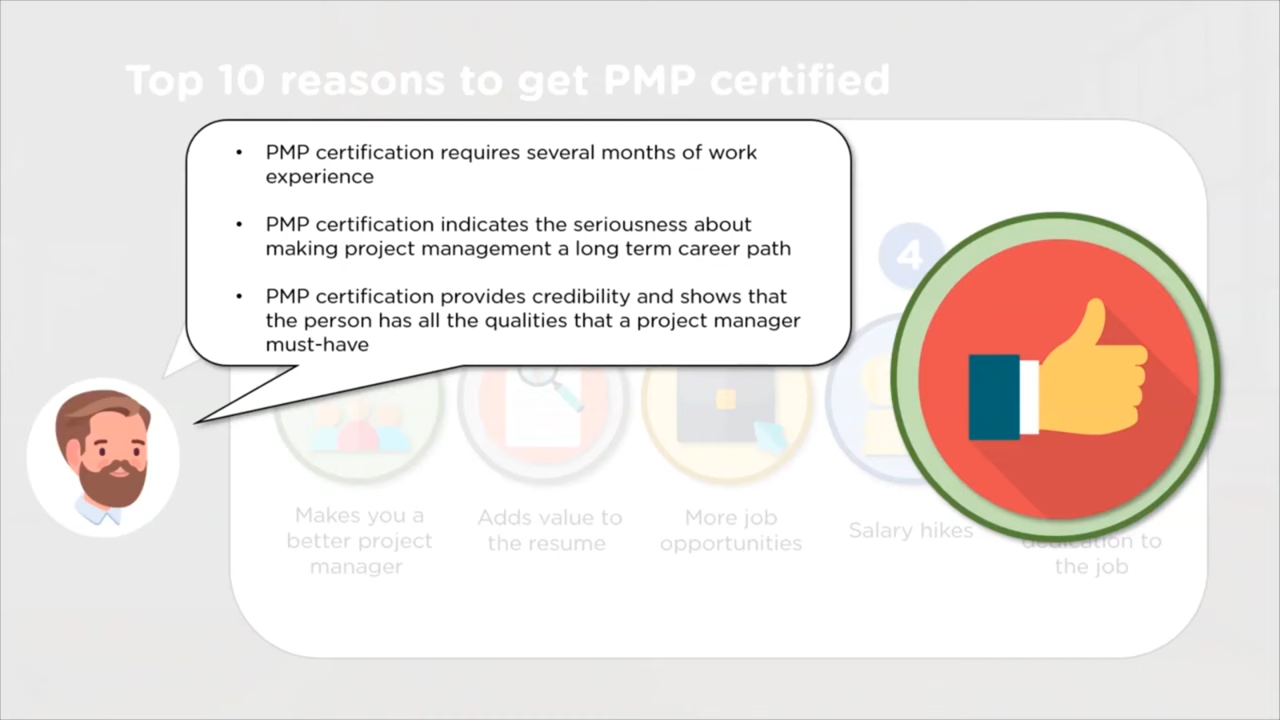 Top 10 reasons to get PMP certified
• PMP certification requires several months of work
experience
• PMP certification indicates the seriousness about
making project management a long term career path
• PMP certification provides credibility and shows that
the person has all the qualities that a project manager
must-have
4
Makes you a
better project
manager
Adds value to
the resume
More job
opportunities
Salary hikes
dedication to
the job